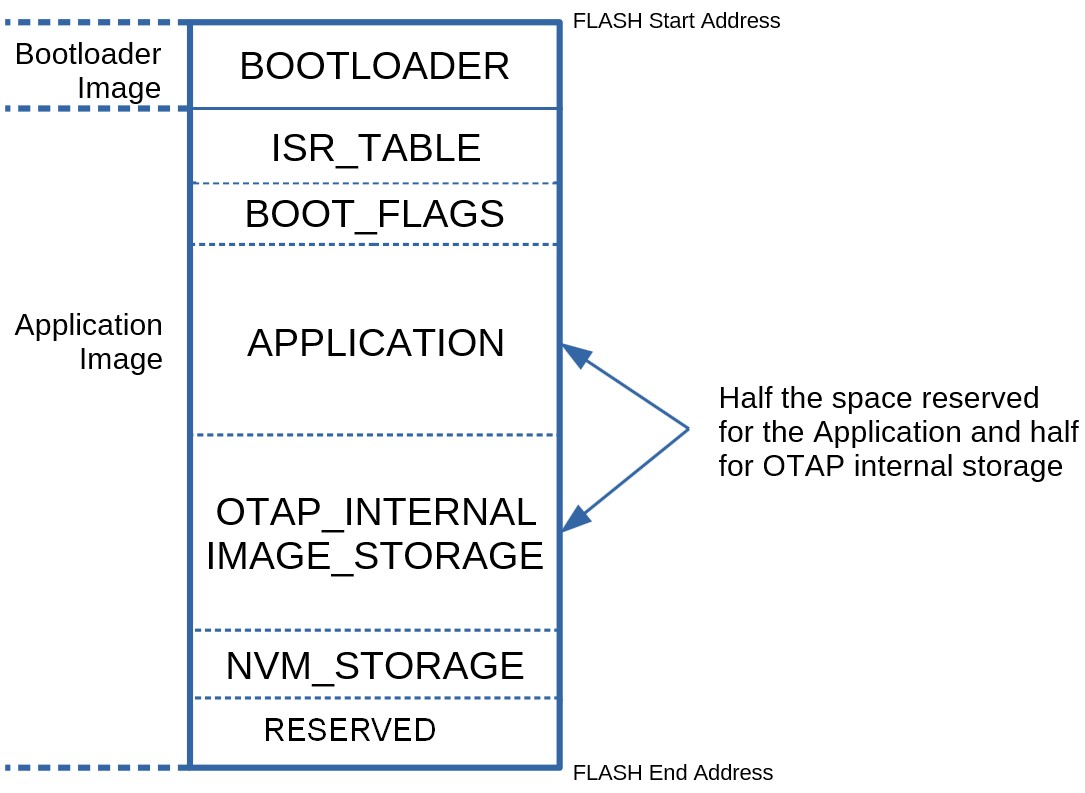 FLASH Start Address
Bootloader
Image
BOOTLOADER
ISR_TABLE
BOOT_FLAGS
Application
Image
APPLICATION
Half the space reserved
for the Application and half
for OTAP internal storage
OTAP_INTERNAL
IMAGE_STORAGE
NVM_STORAGE
RESERVED
FLASH End Address